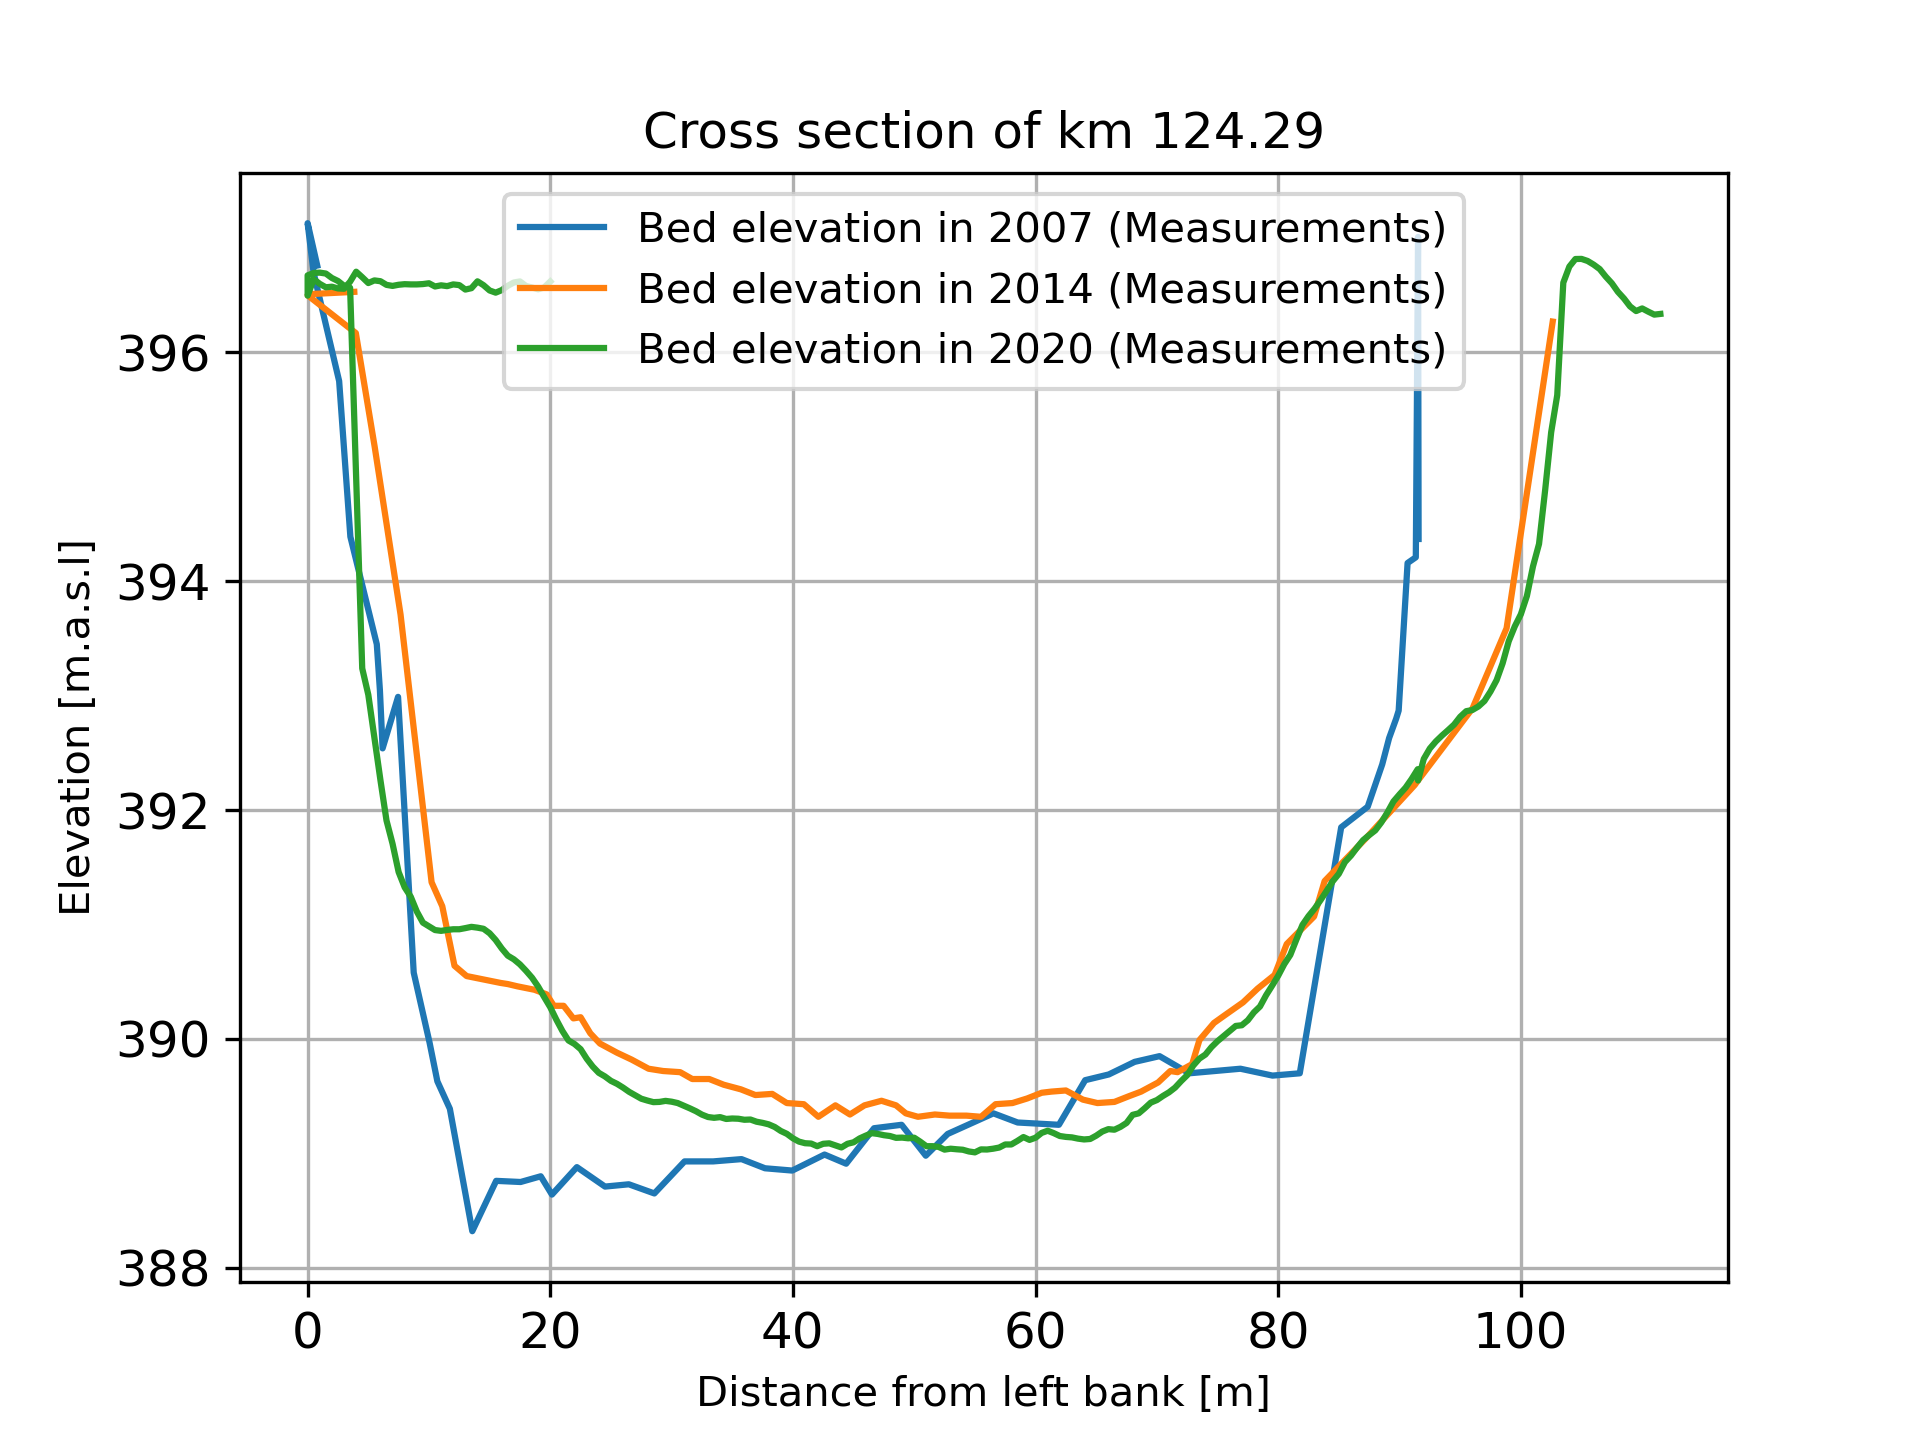 Cross section of km 124.29
Bed elevation in 2007 (Measurements)
Bed elevation in 2014 (Measurements)
Bed elevation in 2020 (Measurements)
Elevation [m.a.s.l]
396
394
392
390
388
0 20 40 60 80 100
Distance from left bank [m]